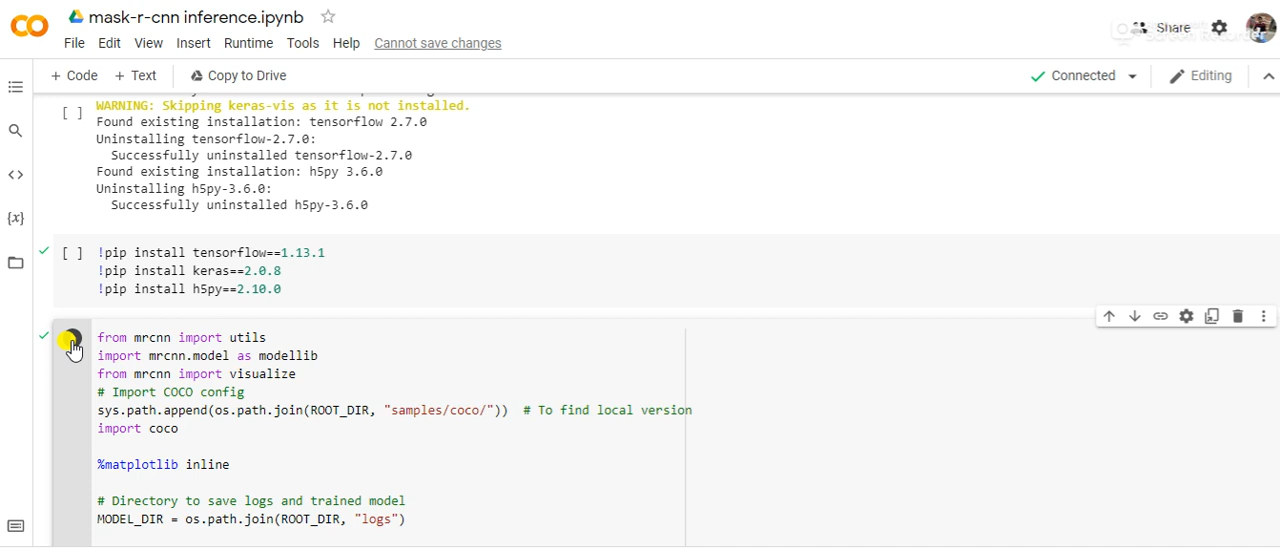 mask-r-cnn inference.ipynb
Share
File Edit View Insert Runtime Tools Help Cannot save changes
+ Code + Text Copy to Drive Connected Editing
WARNING: Skipping keras-vis as it is not installed.
[ ]
Found existing installation: tensorflow 2.7.0
Uninstalling tensorflow-2.7.0:
Successfully uninstalled tensorflow-2.7.0
Found existing installation: h5py 3.6.0
Uninstalling h5py-3.6.0:
Successfully uninstalled h5py-3.6.0
{x}
[ ] !pip install tensorflow==1.13.1
!pip install keras==2.0.8
!pip install h5py==2.10.0
from mrcnn import utils
import mrcnn.model as modellib
from mrcnn import visualize
# Import COCO config
sys.path.append(os.path.join(ROOT_DIR, "samples/coco/")) # To find local version
import coco
%matplotlib inline
# Directory to save logs and trained model
MODEL_DIR = os.path.join(ROOT_DIR, "logs")